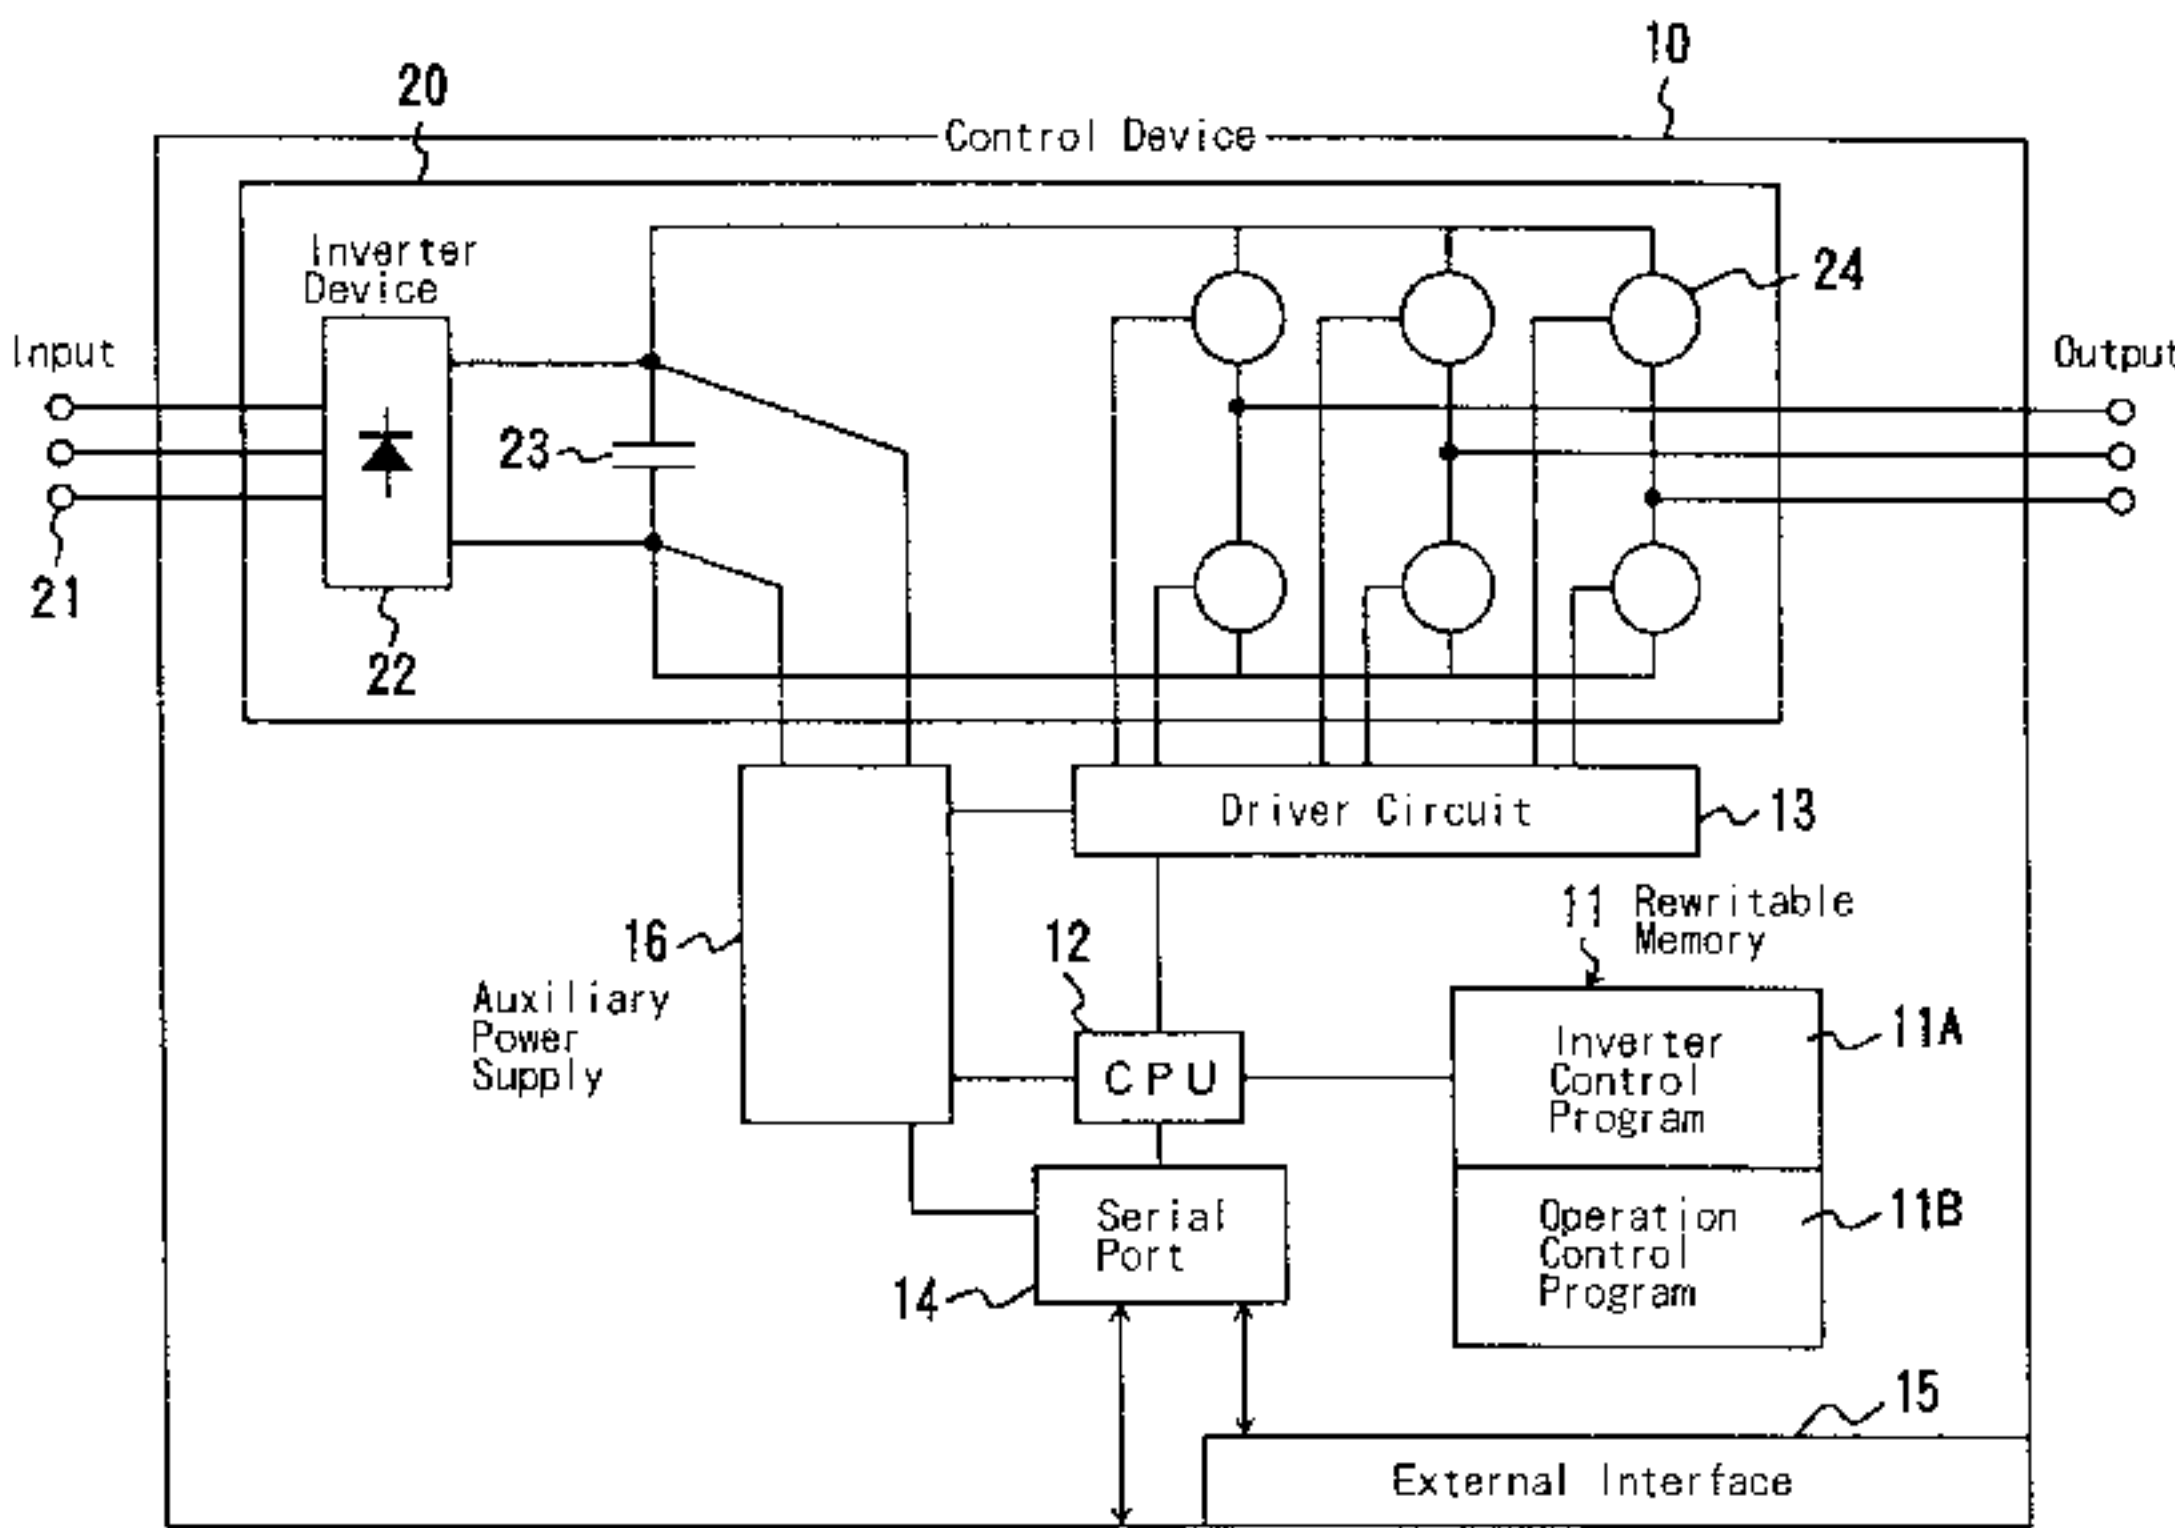 10
20
Control Device
Inverter
Device
24
Input
Output
23
21
22
Driver Circuit
13
11 Rewritable
Memory
16
12
Auxiliary
Power
Supply
CPU
Inverter
Control
Program
11A
Serial
Port
Operation
Control
Program
11B
14
15
External Interface